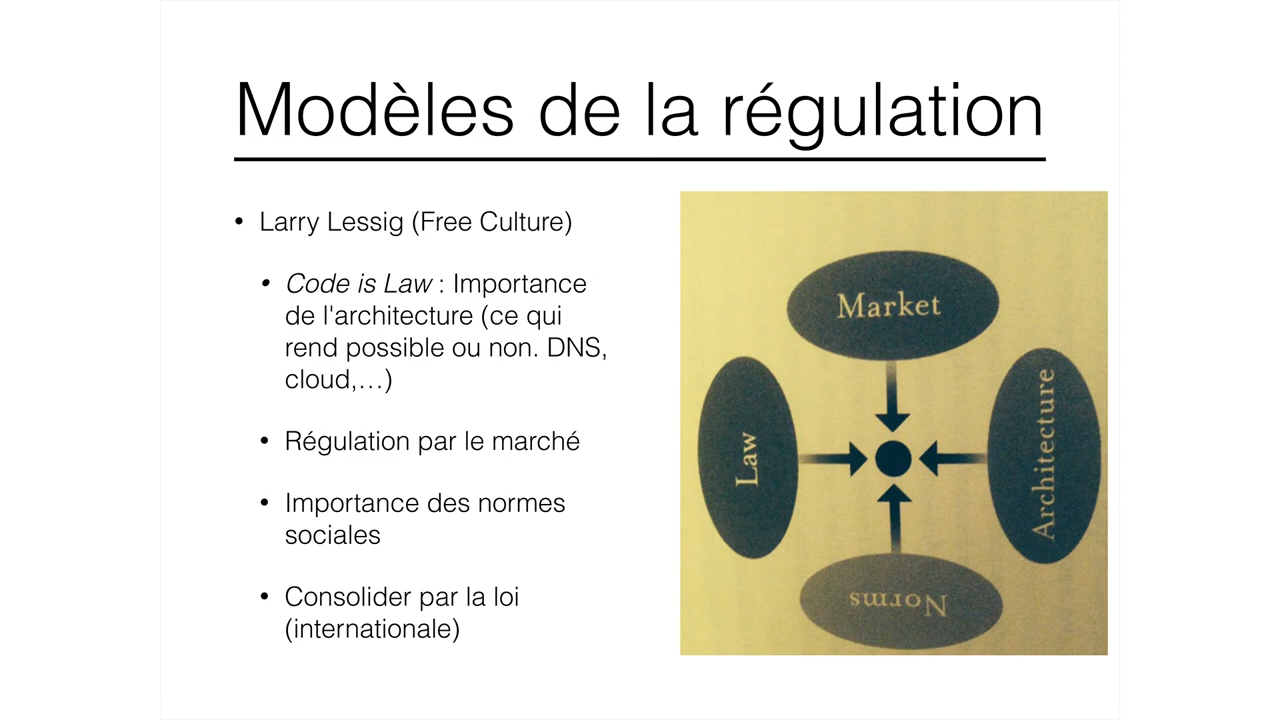 Modèles de la régulation
• Larry Lessig (Free Culture)
• Code is Law : Importance
de l'architecture (ce qui
rend possible ou non. DNS,
cloud,…)
• Régulation par le marché
• Importance des normes
sociales
• Consolider par la loi
(internationale)
Market
Law
Architecture
Norms